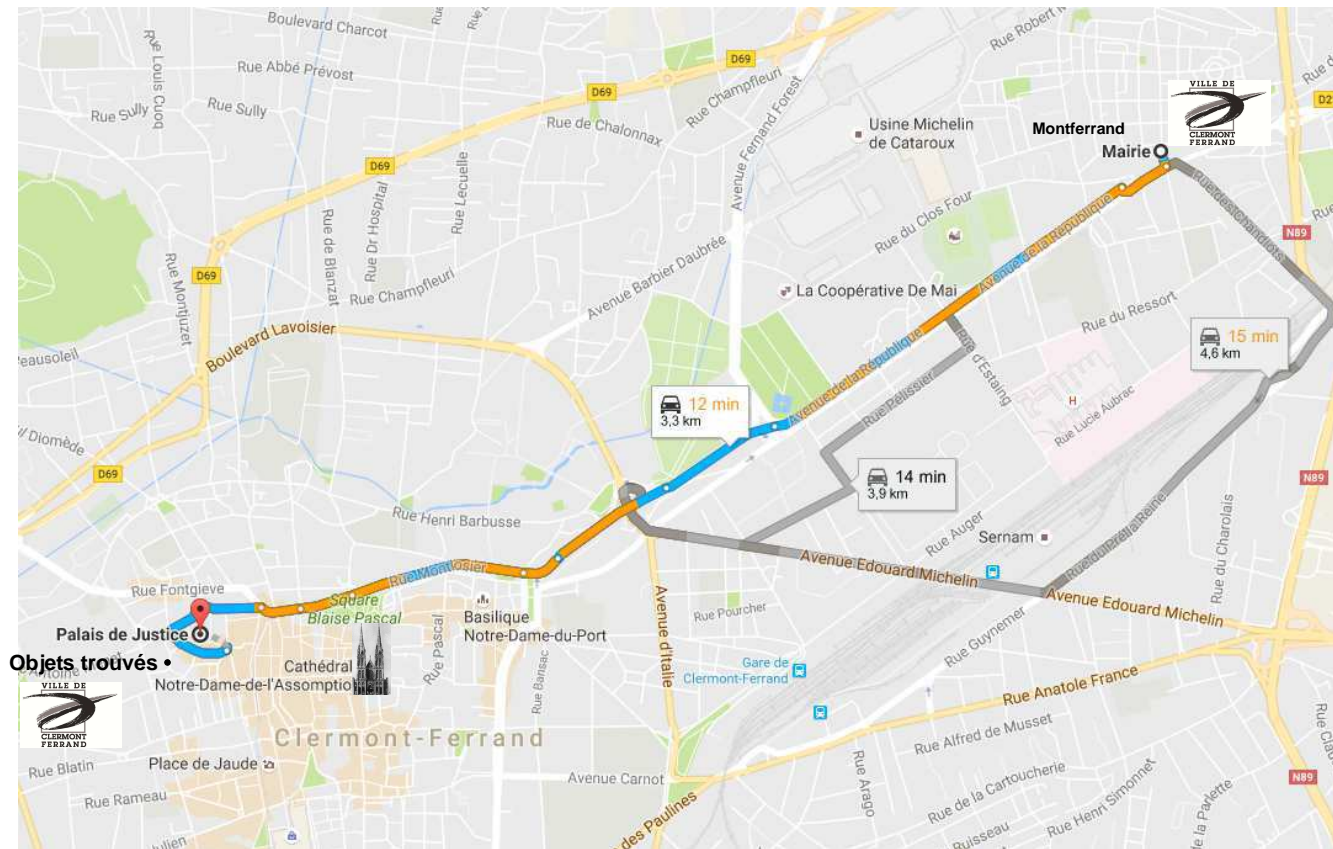 Boulevard Charcot
Rue Louis Cuoq
Rue Abbé Prévost
Rue Sully
Rue Sully
D69
D69
D69
D69
D69
Rue Champfleuri
Rue de Chalonnax
Avenue Fernand Forest
Rue Robert
Rue Dr Hospital
Rue Lecuelle
Rue de Blanzat
Rue Montjuzet
Rue Champfleuri
Avenue Barbier Daubrée
Usine Michelin
de Cataroux
Montferrand
Mairie
VILLE DE
CLERMONT
FERRAND
N89
Rue du Clos Four
Avenue de la République
Rue des Chandiots
La Coopérative De Mai
Boulevard Lavoisier
Avenue de la République
Rue d'Estaing
Rue Pélissier
Rue du Ressort
15 min
4,6 km
H
Rue Lucie Aubrac
12 min
3,3 km
14 min
3,9 km
Diomède
N89
Rue Henri Barbusse
Rue Auger
Sernam
Rue du Pré la Reine
Rue du Charolais
Avenue Edouard Michelin
Avenue Edouard Michelin
Rue Montlosier
Rue Fontgieve
Square
Blaise Pascal
Basilique
Notre-Dame-du-Port
Rue Pourcher
Avenue d'Italie
Rue Guynemer
Palais de Justice
Objets trouvés •
VILLE DE
CLERMONT
FERRAND
Cathédral
Notre-Dame-de-l'Assomptio
Rue Pascal
Rue Bansac
Gare de
Clermont-Ferrand
Rue Anatole France
Clermont-Ferrand
Rue Alfred de Musset
Rue Blatin
Place de Jaude
Rue Rameau
Avenue Carnot
des Paulines
Rue Arago
Rue de la Cartoucherie
Rue Henri Simonnet
Ruisseau
N89